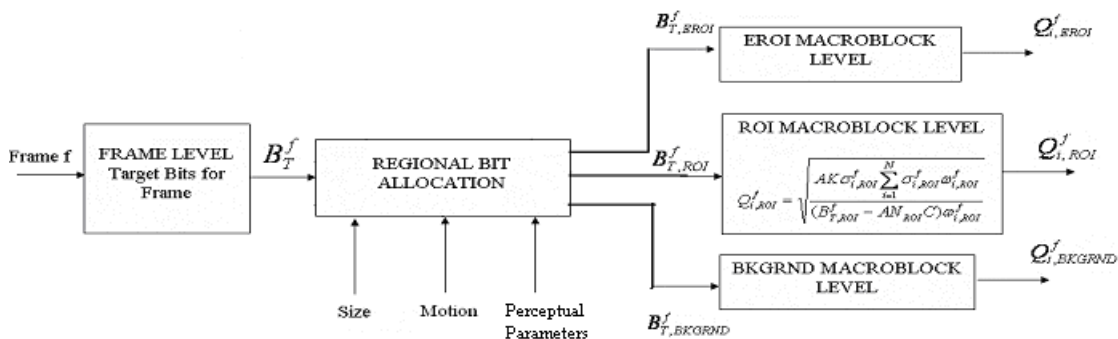 Frame f
FRAME LEVEL
Target Bits for
Frame
B_T^f
REGIONAL BIT
ALLOCATION
Size
Motion
Perceptual
Parameters
B_{T,EROI}^f
EROI MACROBLOCK
LEVEL
Q_{i,EROI}^f
B_{T,ROI}^f
ROI MACROBLOCK LEVEL
Q_{i,ROI}^f = \sqrt{\frac{AK\sigma_{i,ROI}^f \sum_{i=1}^{N} \sigma_{i,ROI}^f \omega_{i,ROI}^f}{(B_{T,ROI}^f - AN_{ROI}C)\omega_{i,ROI}^f}}
Q_{i,ROI}^f
B_{T,BKGRND}^f
BKGRND MACROBLOCK
LEVEL
Q_{i,BKGRND}^f